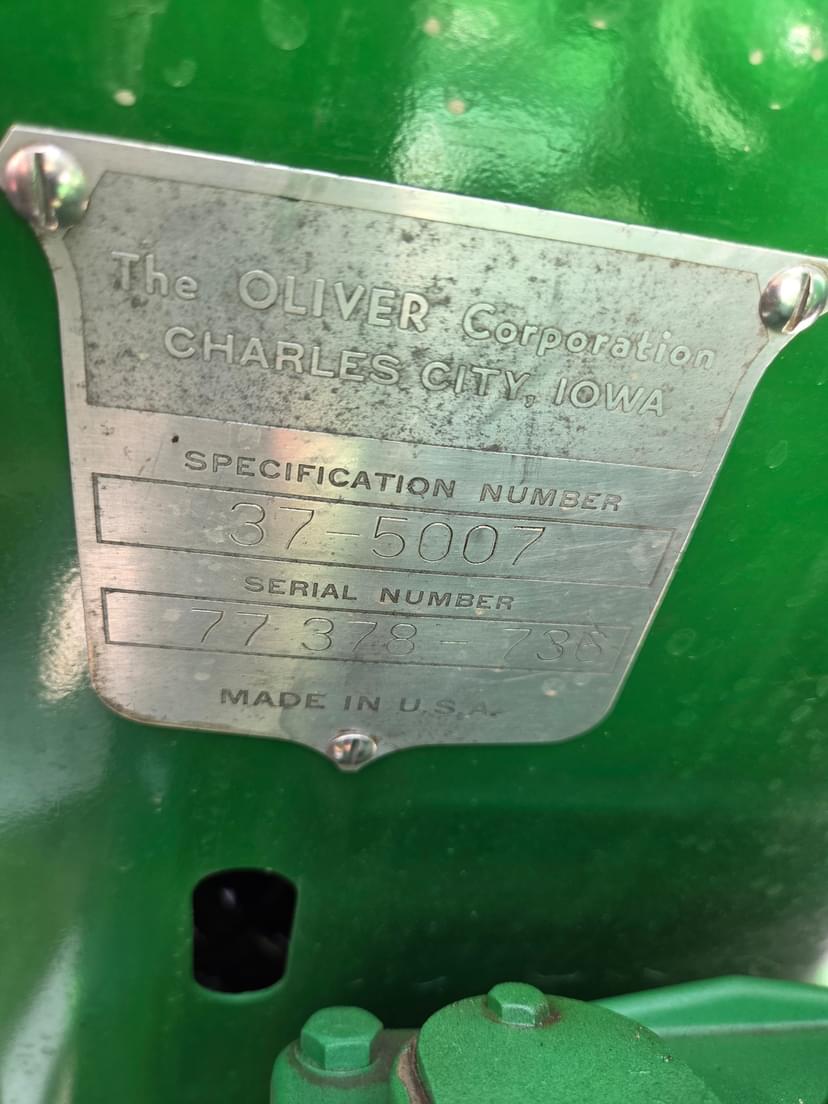 The OLIVER Corporation
CHARLES CITY, IOWA
SPECIFICATION NUMBER
37-5007
SERIAL NUMBER
77 378 - 736
MADE IN U.S.A.